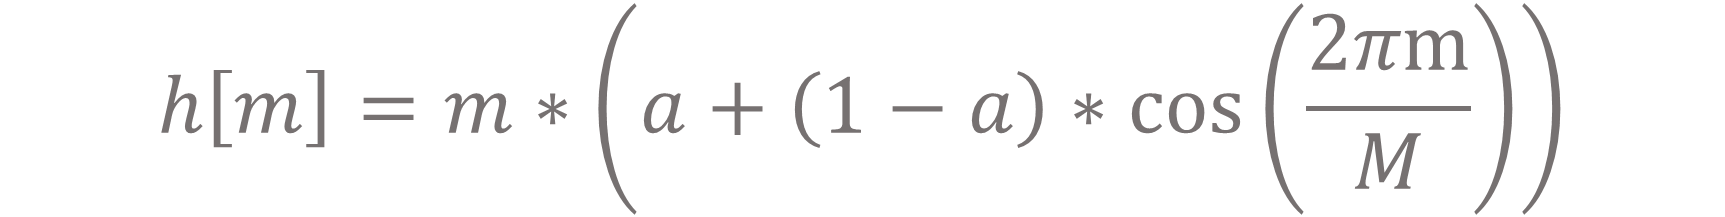 h[m] = m * (a + (1 − a) * cos(2πm / M))